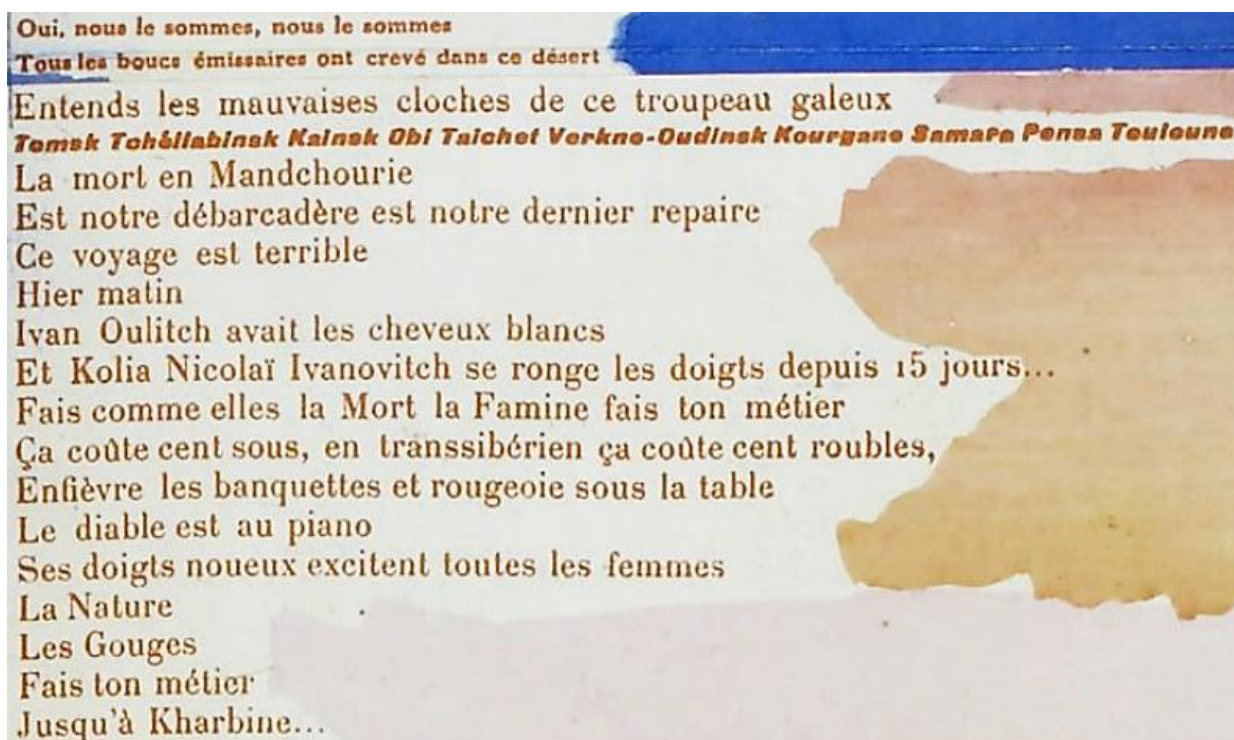 Oui, nous le sommes, nous le sommes
Tous les boucs émissaires ont crevé dans ce désert
Entends les mauvaises cloches de ce troupeau galeux
Tomsk Tchéliabinsk Kainsk Obi Taichet Verkne-Oudinsk Kourgane Samara Pensa Touloune
La mort en Mandchourie
Est notre débarcadère est notre dernier repaire
Ce voyage est terrible
Hier matin
Ivan Oulitch avait les cheveux blancs
Et Kolia Nicolaï Ivanovitch se ronge les doigts depuis 15 jours...
Fais comme elles la Mort la Famine fais ton métier
Ça coûte cent sous, en transsibérien ça coûte cent roubles,
Enfièvre les banquettes et rougeoie sous la table
Le diable est au piano
Ses doigts noueux excitent toutes les femmes
La Nature
Les Gouges
Fais ton métier
Jusqu'à Kharbine...